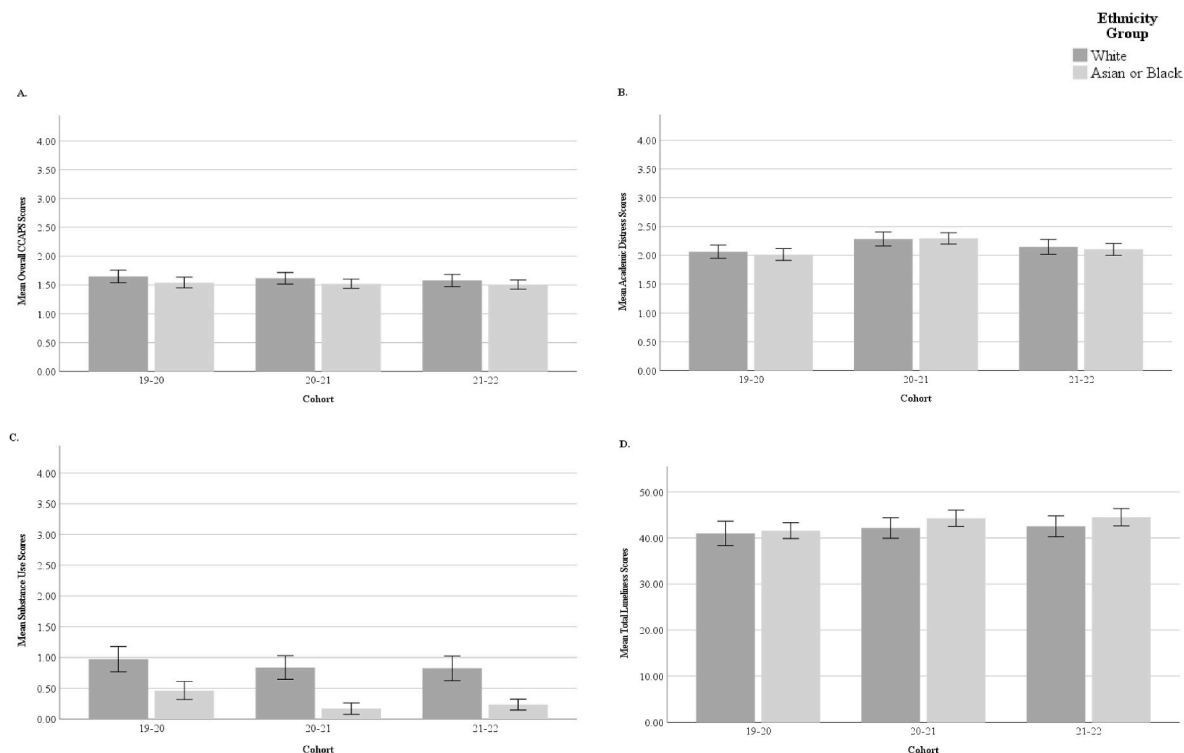 Ethnicity
Group
White
Asian or Black
A.
4.00
3.50
3.00
2.50
2.00
1.50
1.00
0.50
0.00
Mean Overall CCAPS Scores
19-20
20-21
21-22
Cohort
B.
4.00
3.50
3.00
2.50
2.00
1.50
1.00
0.50
0.00
Mean Academic Distress Scores
19-20
20-21
21-22
Cohort
C.
4.00
3.50
3.00
2.50
2.00
1.50
1.00
0.50
0.00
Mean Substance Use Scores
19-20
20-21
21-22
Cohort
D.
50.00
40.00
30.00
20.00
10.00
0.00
Mean Total Loneliness Scores
19-20
20-21
21-22
Cohort